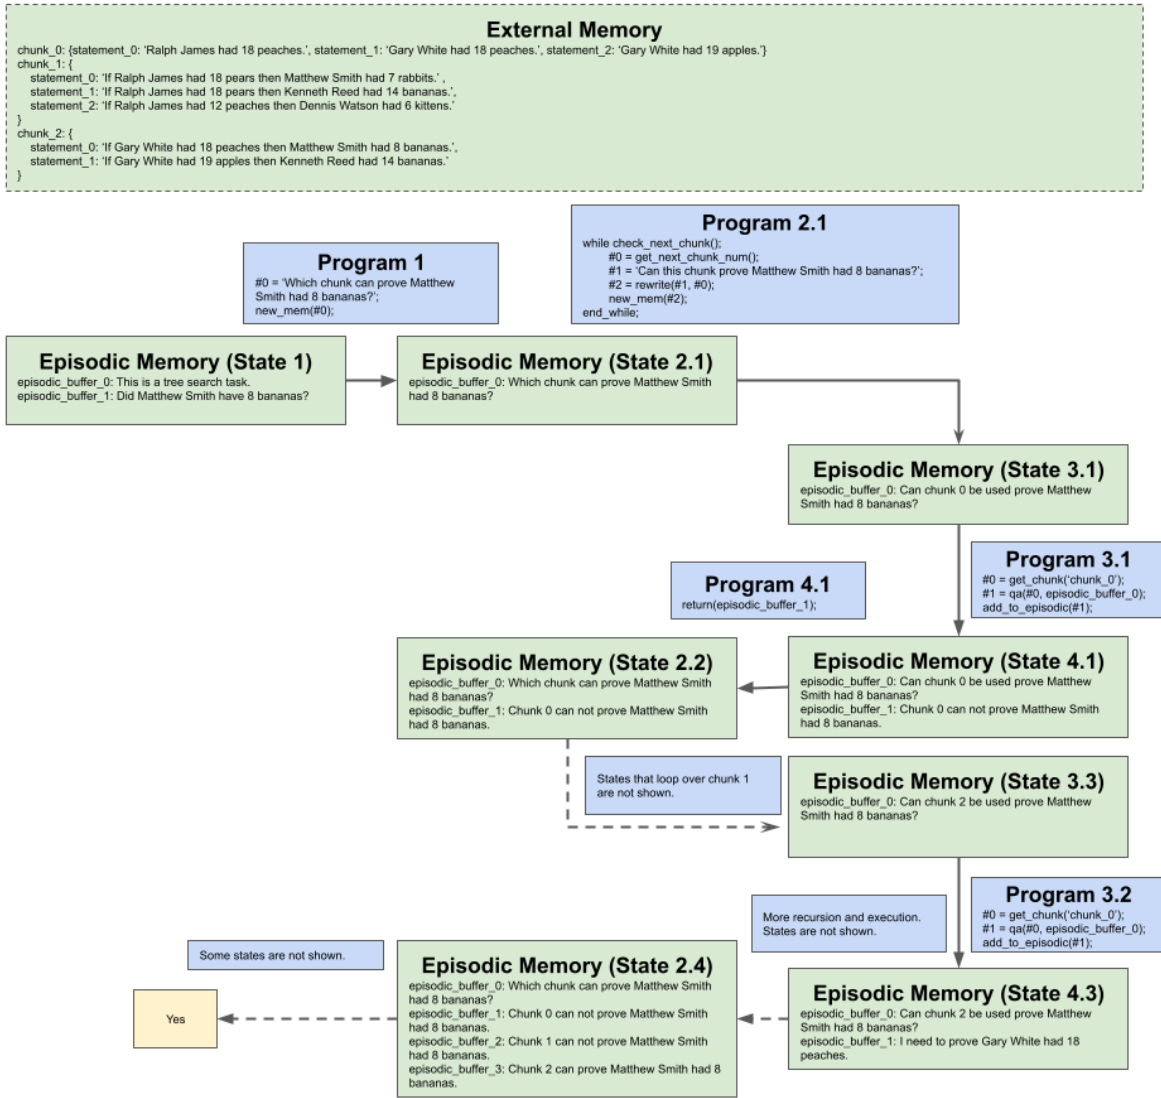 External Memory
chunk_0: {statement_0: ‘Ralph James had 18 peaches.’, statement_1: ‘Gary White had 18 peaches.’, statement_2: ‘Gary White had 19 apples.’}
chunk_1: {
statement_0: ‘If Ralph James had 18 pears then Matthew Smith had 7 rabbits.’ ,
statement_1: ‘If Ralph James had 18 pears then Kenneth Reed had 14 bananas.’,
statement_2: ‘If Ralph James had 12 peaches then Dennis Watson had 6 kittens.’
}
chunk_2: {
statement_0: ‘If Gary White had 18 peaches then Matthew Smith had 8 bananas.’,
statement_1: ‘If Gary White had 19 apples then Kenneth Reed had 14 bananas.’
}
Program 1
#0 = ‘Which chunk can prove Matthew
Smith had 8 bananas?’;
new_mem(#0);
Program 2.1
while check_next_chunk();
#0 = get_next_chunk_num();
#1 = ‘Can this chunk prove Matthew Smith had 8 bananas?’;
#2 = rewrite(#1, #0);
new_mem(#2);
end_while;
Episodic Memory (State 1)
episodic_buffer_0: This is a tree search task.
episodic_buffer_1: Did Matthew Smith have 8 bananas?
Episodic Memory (State 2.1)
episodic_buffer_0: Which chunk can prove Matthew Smith
had 8 bananas?
Episodic Memory (State 3.1)
episodic_buffer_0: Can chunk 0 be used prove Matthew
Smith had 8 bananas?
Program 3.1
#0 = get_chunk(‘chunk_0’);
#1 = qa(#0, episodic_buffer_0);
add_to_episodic(#1);
Program 4.1
return(episodic_buffer_1);
Episodic Memory (State 2.2)
episodic_buffer_0: Which chunk can prove Matthew Smith
had 8 bananas?
episodic_buffer_1: Chunk 0 can not prove Matthew Smith
had 8 bananas.
Episodic Memory (State 4.1)
episodic_buffer_0: Can chunk 0 be used prove Matthew
Smith had 8 bananas?
episodic_buffer_1: Chunk 0 can not prove Matthew Smith
had 8 bananas.
States that loop over chunk 1
are not shown.
Episodic Memory (State 3.3)
episodic_buffer_0: Can chunk 2 be used prove Matthew
Smith had 8 bananas?
Program 3.2
#0 = get_chunk(‘chunk_0’);
#1 = qa(#0, episodic_buffer_0);
add_to_episodic(#1);
More recursion and execution.
States are not shown.
Some states are not shown.
Episodic Memory (State 2.4)
episodic_buffer_0: Which chunk can prove Matthew Smith
had 8 bananas?
episodic_buffer_1: Chunk 0 can not prove Matthew Smith
had 8 bananas.
episodic_buffer_2: Chunk 1 can not prove Matthew Smith
had 8 bananas.
episodic_buffer_3: Chunk 2 can prove Matthew Smith had 8
bananas.
Episodic Memory (State 4.3)
episodic_buffer_0: Can chunk 2 be used prove Matthew
Smith had 8 bananas?
episodic_buffer_1: I need to prove Gary White had 18
peaches.
Yes